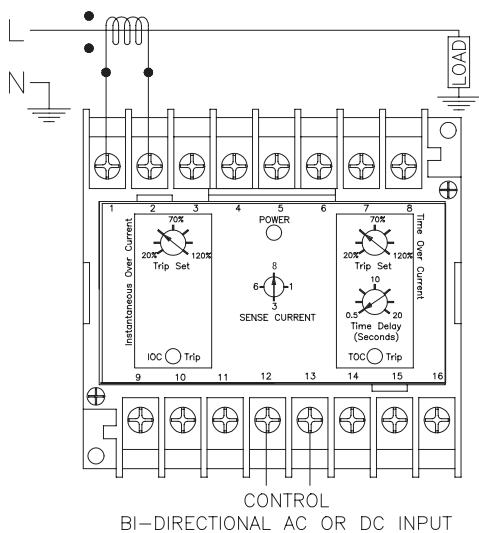 L
N
LOAD
1 2 3 4 5 6 7 8
POWER
Instantaneous Over Current
70%
20% 120%
Trip Set
IOC Trip
8
6 1
3
SENSE CURRENT
Time Over Current
70%
20% 120%
Trip Set
10
0.5 20
Time Delay
(Seconds)
TOC Trip
9 10 11 12 13 14 15 16
CONTROL
BI-DIRECTIONAL AC OR DC INPUT